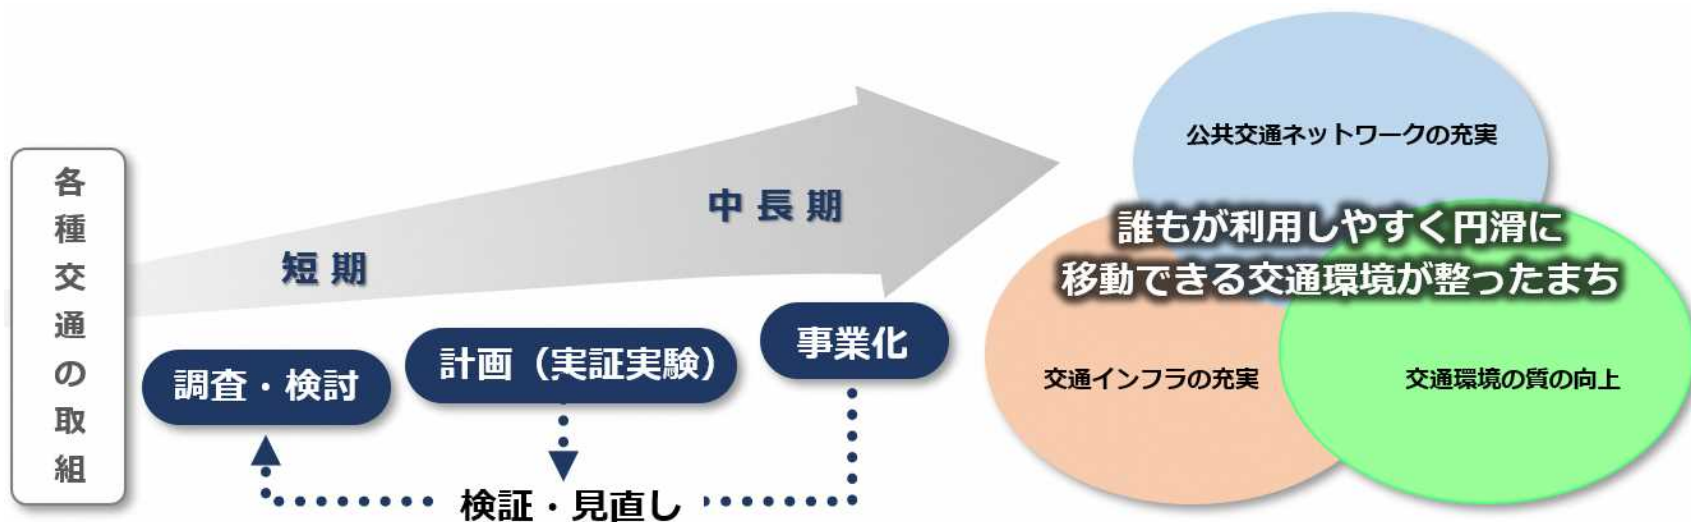 各種交通の取組
短期
中長期
調査・検討
計画（実証実験）
事業化
検証・見直し
公共交通ネットワークの充実
誰もが利用しやすく円滑に
移動できる交通環境が整ったまち
交通インフラの充実
交通環境の質の向上